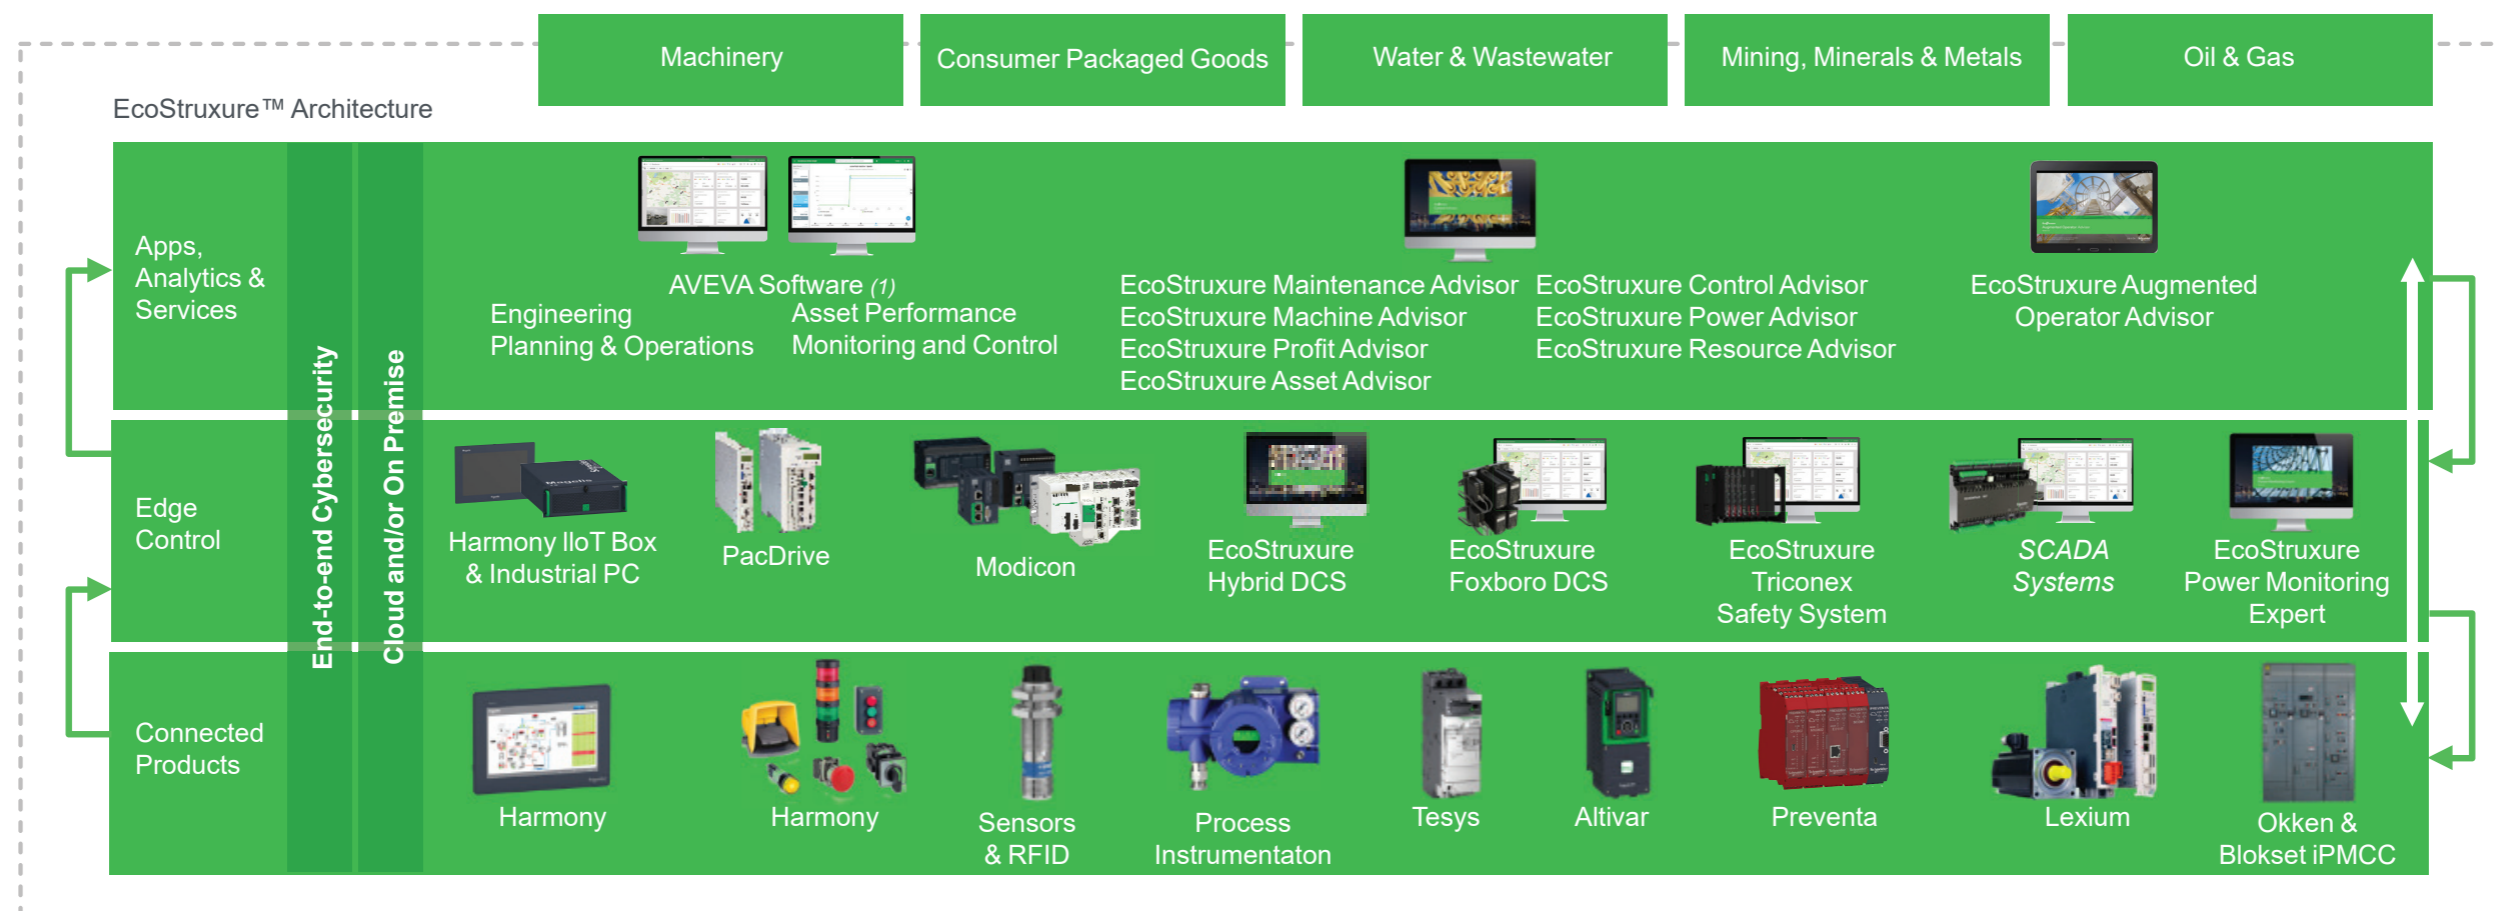 Machinery
Consumer Packaged Goods
Water & Wastewater
Mining, Minerals & Metals
Oil & Gas
EcoStruxure™ Architecture
Apps,
Analytics &
Services
AVEVA Software (1)
Engineering
Planning & Operations
Asset Performance
Monitoring and Control
EcoStruxure Maintenance Advisor
EcoStruxure Machine Advisor
EcoStruxure Profit Advisor
EcoStruxure Asset Advisor
EcoStruxure Control Advisor
EcoStruxure Power Advisor
EcoStruxure Resource Advisor
EcoStruxure Augmented
Operator Advisor
End-to-end Cybersecurity
Cloud and/or On Premise
Edge
Control
Magelis
Harmony IIoT Box
& Industrial PC
PacDrive
Modicon
EcoStruxure
Hybrid DCS
EcoStruxure
Foxboro DCS
EcoStruxure
Triconex
Safety System
SCADA
Systems
EcoStruxure
Power Monitoring
Expert
Connected
Products
Harmony
Harmony
Sensors
& RFID
Process
Instrumentaton
Tesys
Altivar
Preventa
Lexium
Okken &
Blokset iPMCC